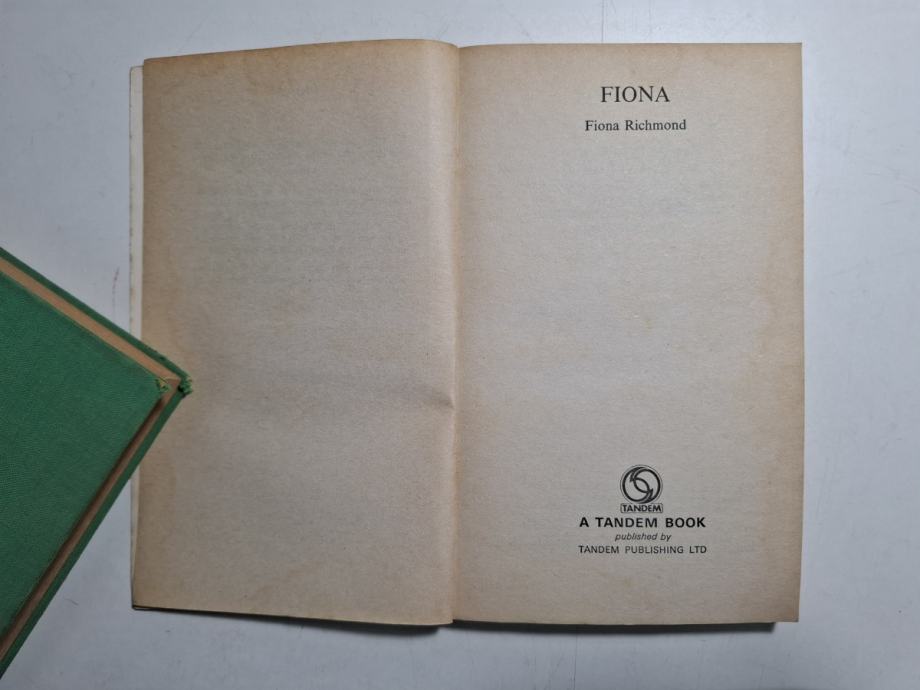 FIONA
Fiona Richmond
TANDEM
A TANDEM BOOK
published by
TANDEM PUBLISHING LTD